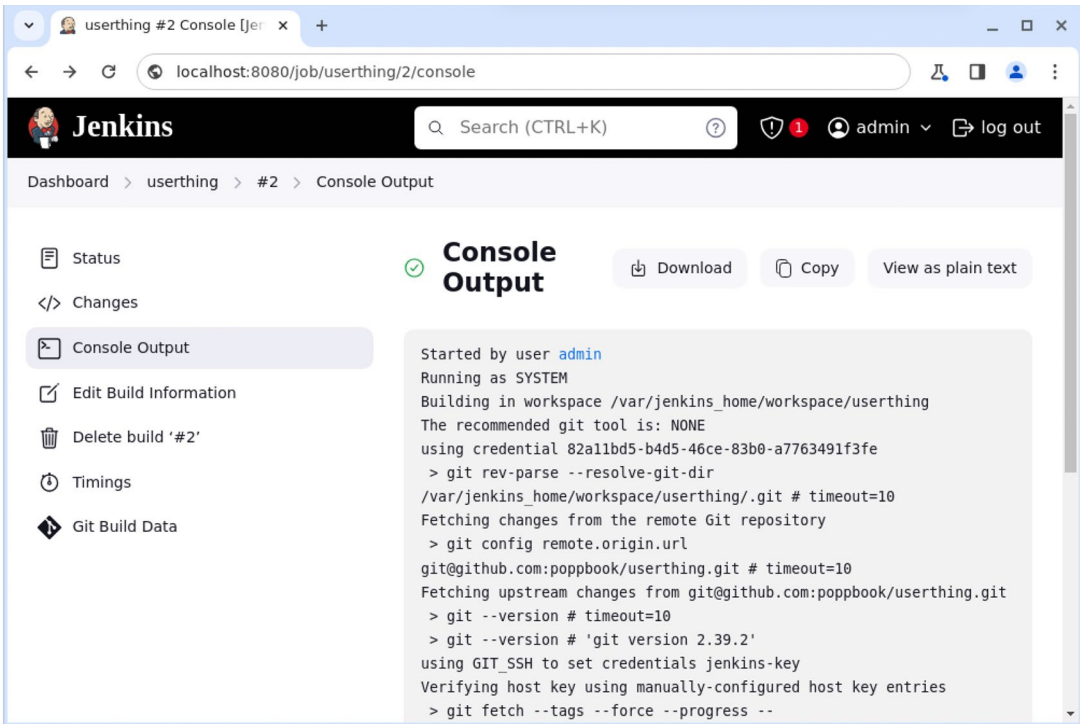 userthing #2 Console [Jen
localhost:8080/job/userthing/2/console
Jenkins
Search (CTRL+K)
1
admin
log out
Dashboard > userthing > #2 > Console Output
Status
Changes
Console Output
Edit Build Information
Delete build ‘#2’
Timings
Git Build Data
Console
Output
Download
Copy
View as plain text
Started by user admin
Running as SYSTEM
Building in workspace /var/jenkins_home/workspace/userthing
The recommended git tool is: NONE
using credential 82a11bd5-b4d5-46ce-83b0-a7763491f3fe
> git rev-parse --resolve-git-dir
/var/jenkins_home/workspace/userthing/.git # timeout=10
Fetching changes from the remote Git repository
> git config remote.origin.url
git@github.com:poppbook/userthing.git # timeout=10
Fetching upstream changes from git@github.com:poppbook/userthing.git
> git --version # timeout=10
> git --version # 'git version 2.39.2'
using GIT_SSH to set credentials jenkins-key
Verifying host key using manually-configured host key entries
> git fetch --tags --force --progress --